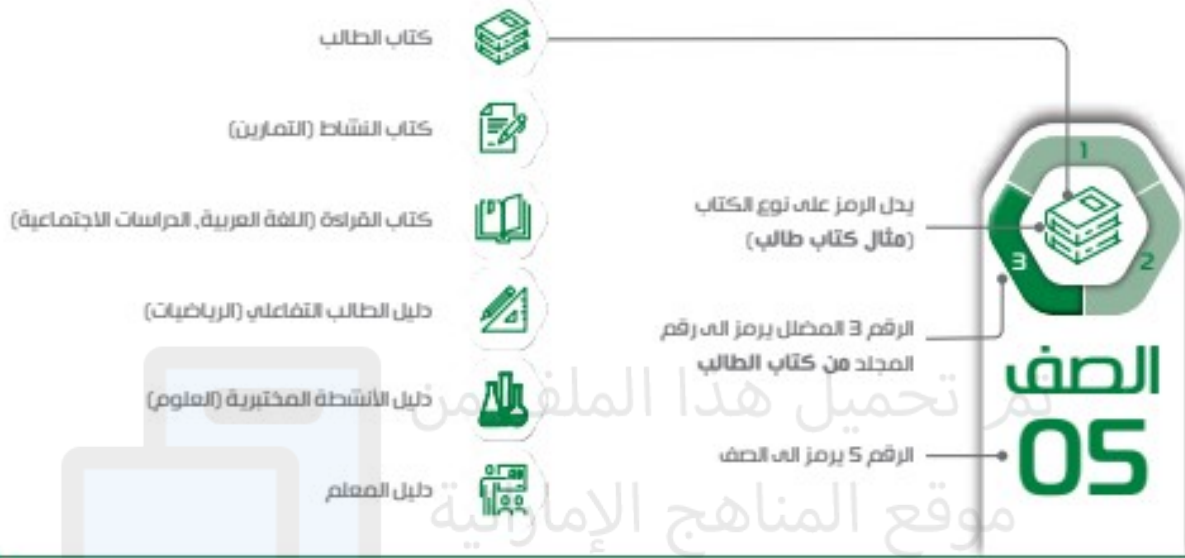 كتاب الطالب
كتاب النشاط (التمارين)
كتاب القراءة (اللغة العربية, الدراسات الاجتماعية)
دليل الطالب التفاعلي (الرياضيات)
دليل الأنشطة المختبرية (العلوم)
دليل المعلم
1
2
3
يدل الرمز على نوع الكتاب
(مثال كتاب طالب)
الرقم 3 المضلل يرمز الى رقم
المجلد من كتاب الطالب
الرقم 5 يرمز الى الصف
الصف
05
تم تحميل هذا الملف من
موقع المناهج الإماراتية